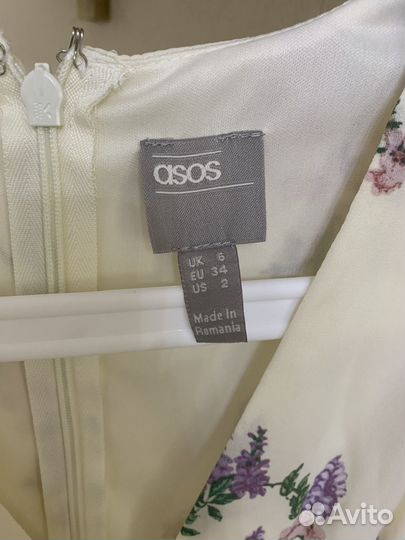 asos
UK 6
EU 34
US 2
Made In
Romania
Avito